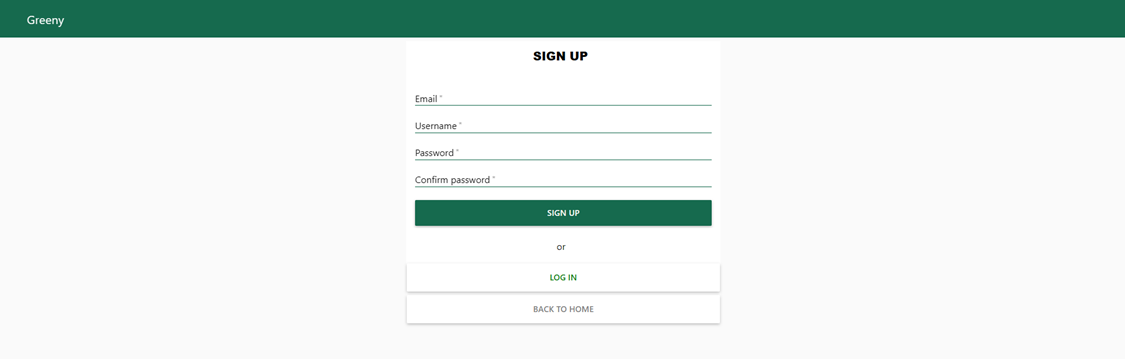 Greeny
SIGN UP
Email *
Username *
Password *
Confirm password *
SIGN UP
or
LOG IN
BACK TO HOME